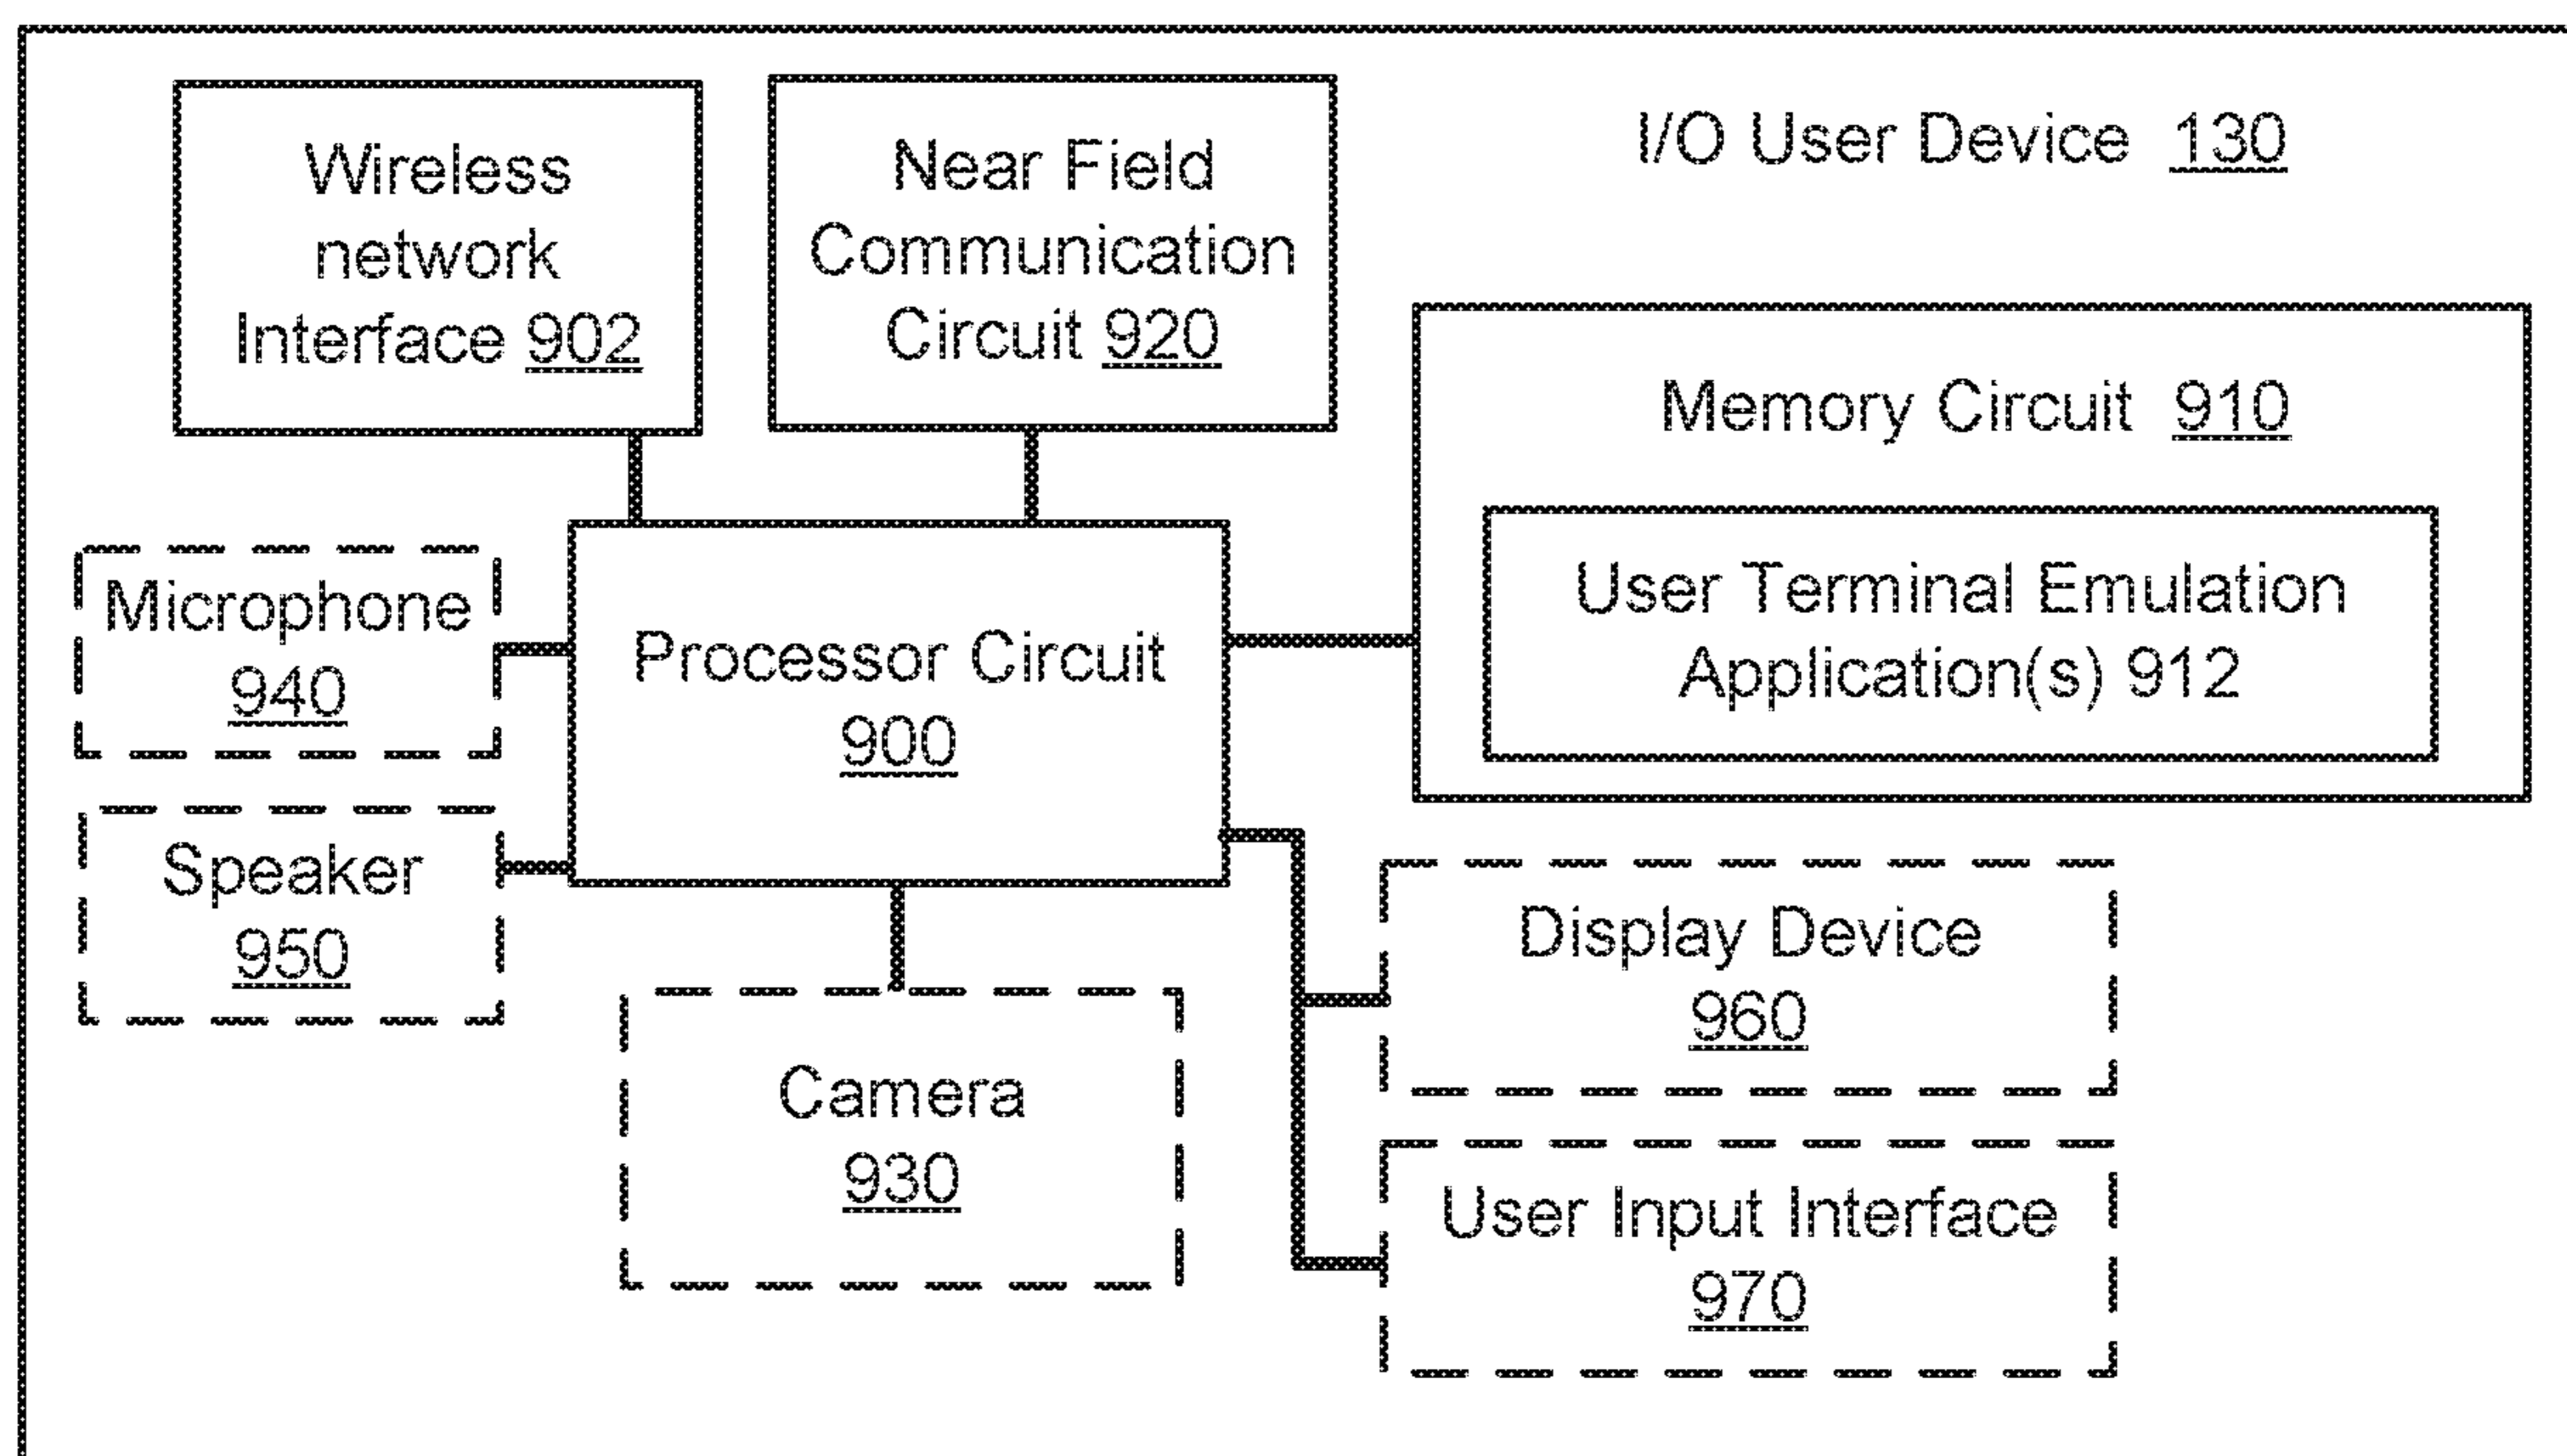 Wireless
network
Interface 902
Near Field
Communication
Circuit 920
I/O User Device 130
Memory Circuit 910
User Terminal Emulation
Application(s) 912
Microphone
940
Processor Circuit
900
Speaker
950
Camera
930
Display Device
960
User Input Interface
970